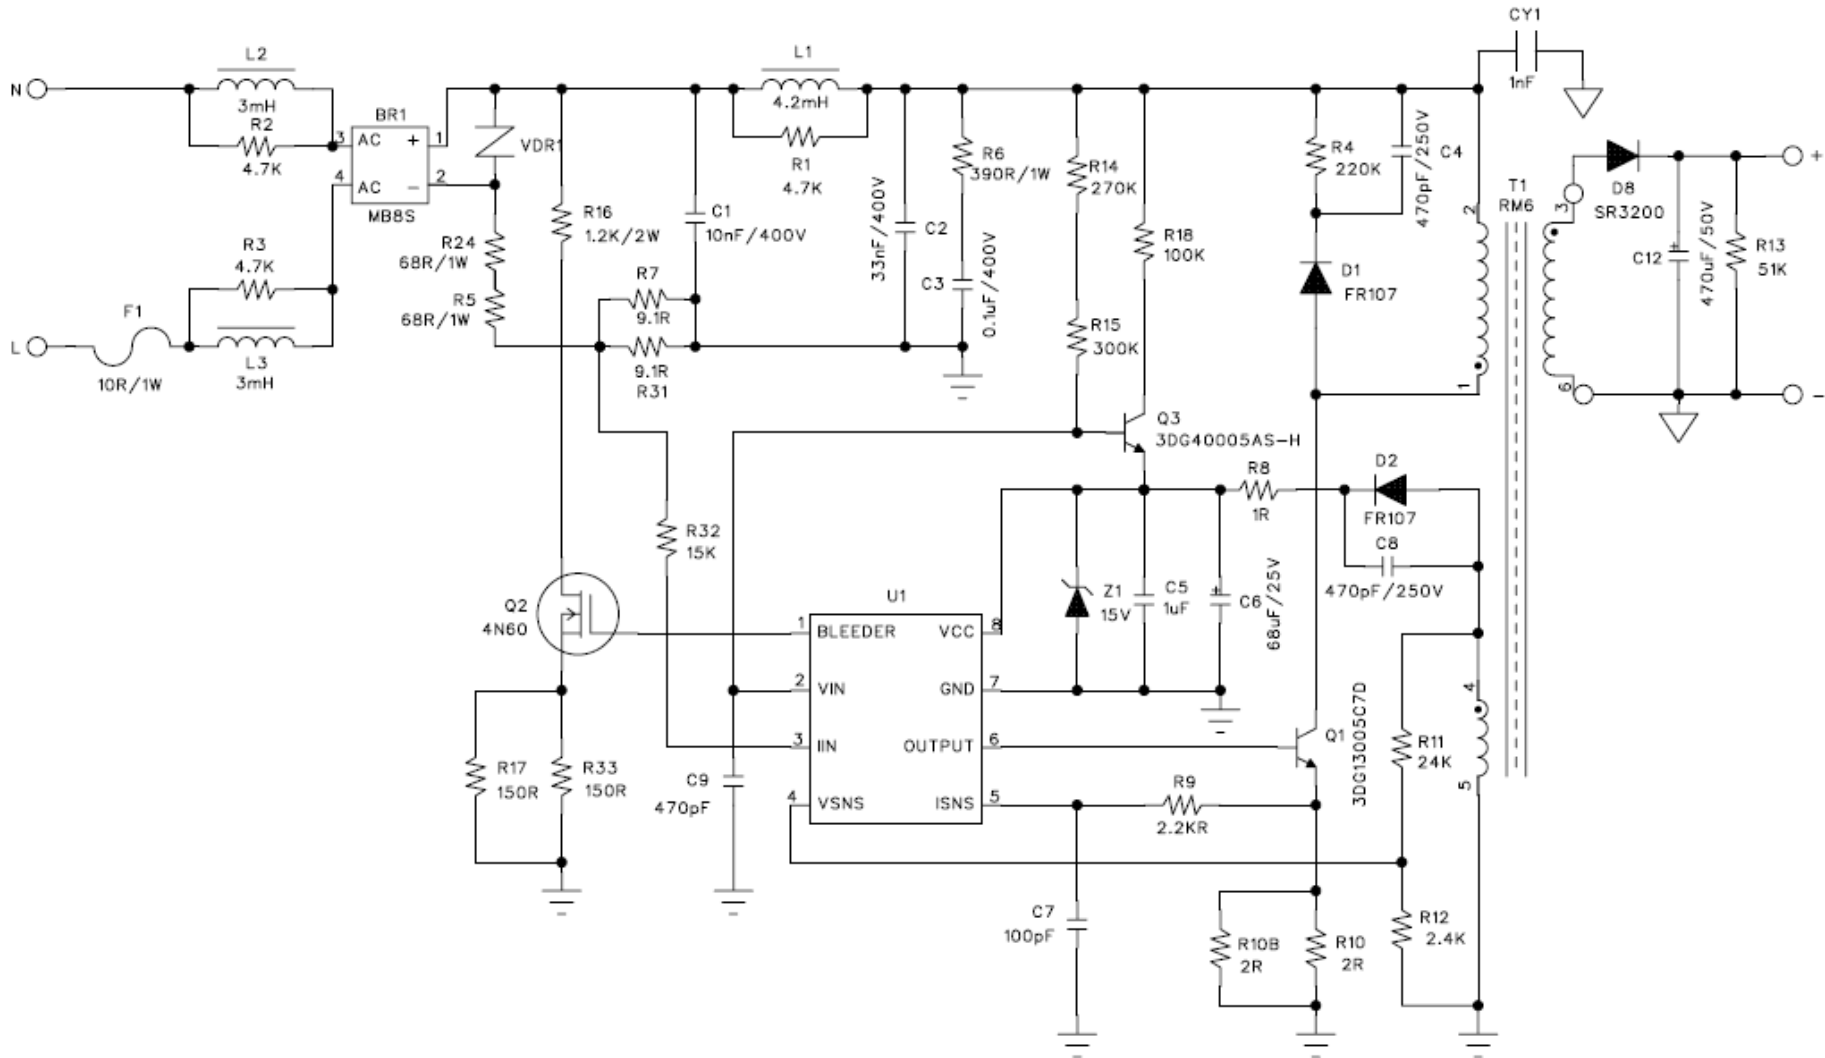 CY1
1nF
N
L2
3mH
R2
4.7K
BR1
3
AC
+
1
4
AC
−
2
MB8S
VDR1
L1
4.2mH
R1
4.7K
R6
390R/1W
R14
270K
R4
220K
470pF/250V
C4
T1
RM6
2
3
D8
SR3200
+
R16
1.2K/2W
C1
10nF/400V
33nF/400V
C2
R18
100K
R24
68R/1W
R3
4.7K
R7
9.1R
C3
0.1uF/400V
D1
FR107
C12
470uF/50V
R13
51K
R5
68R/1W
F1
10R/1W
L
L3
3mH
9.1R
R31
R15
300K
1
6
−
Q3
3DG40005AS-H
R8
1R
D2
FR107
C8
470pF/250V
R32
15K
Q2
4N60
U1
1
BLEEDER
VCC
8
2
VIN
GND
7
3
IIN
OUTPUT
6
4
VSNS
ISNS
5
Z1
15V
C5
1uF
C6
68uF/25V
4
5
R17
150R
R33
150R
C9
470pF
Q1
3DG13005C7D
R11
24K
R9
2.2KR
C7
100pF
R10B
2R
R10
2R
R12
2.4K